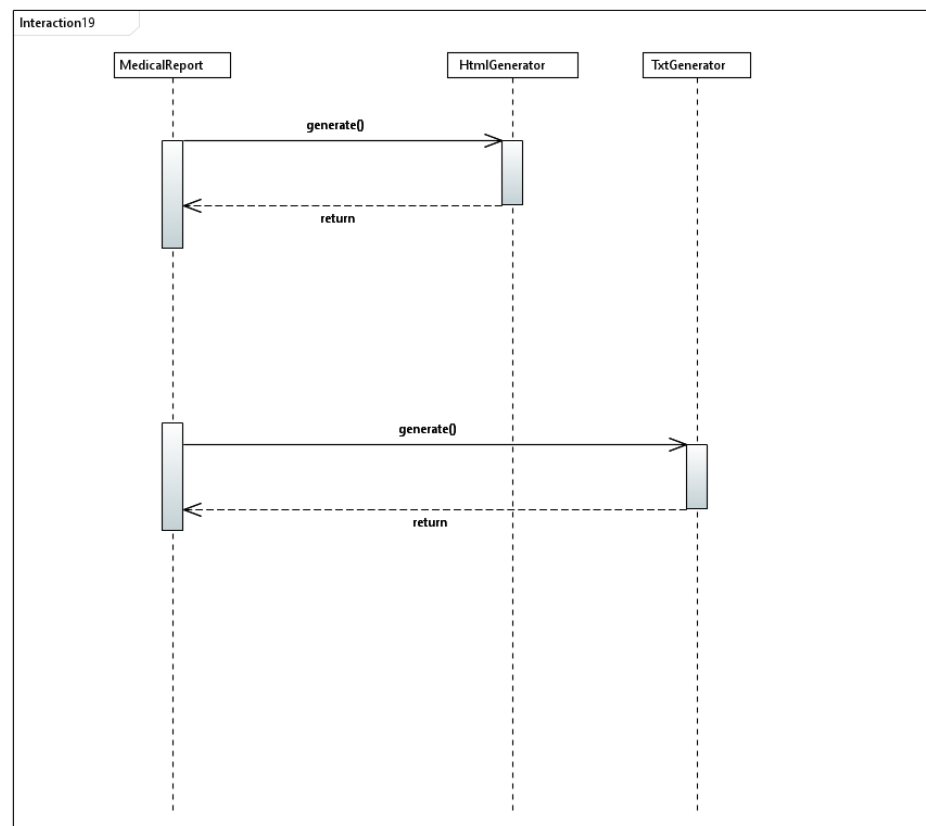 Interaction19
MedicalReport
HtmlGenerator
TxtGenerator
generate()
return
generate()
return